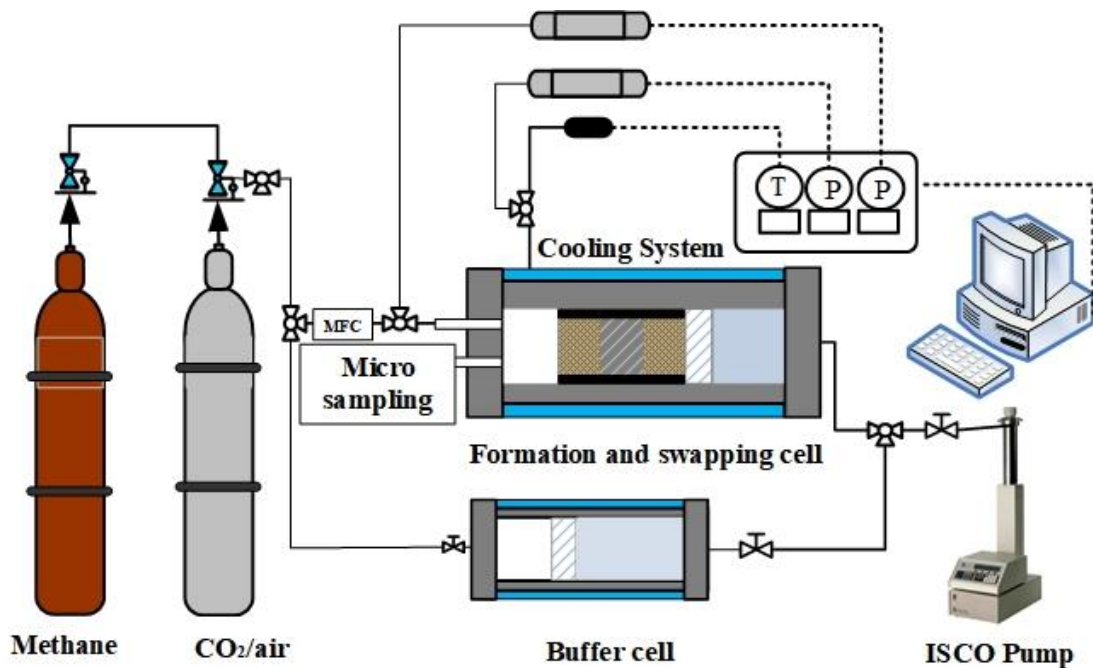 T P P
Cooling System
MFC
Micro
sampling
Formation and swapping cell
Methane
CO₂/air
Buffer cell
ISCO Pump